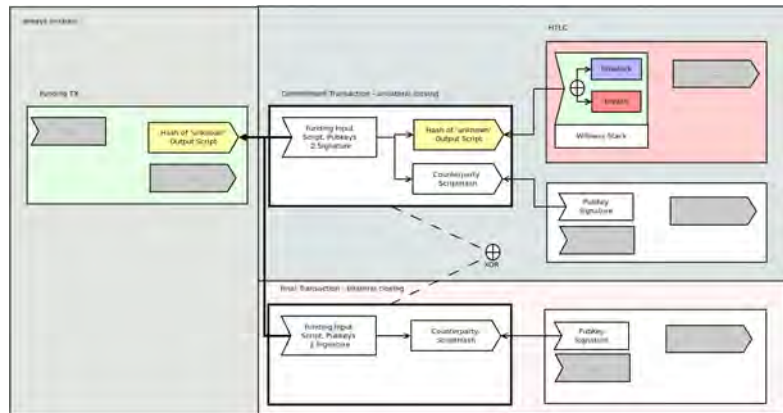 always onchain
HTLC
Funding TX
Commitment Transaction - unilateral closing
timelock
Hash of 'unknown'
Output Script
Funding Input
Script, Pubkeys
2 Signature
Hash of 'unknown'
Output Script
Witness Stack
Counterparty
ScriptHash
Pubkey
Signature
XOR
Final Transaction - bilateral closing
Funding Input
Script, Pubkeys
2 Signature
Counterparty
ScriptHash
Pubkey
Signature